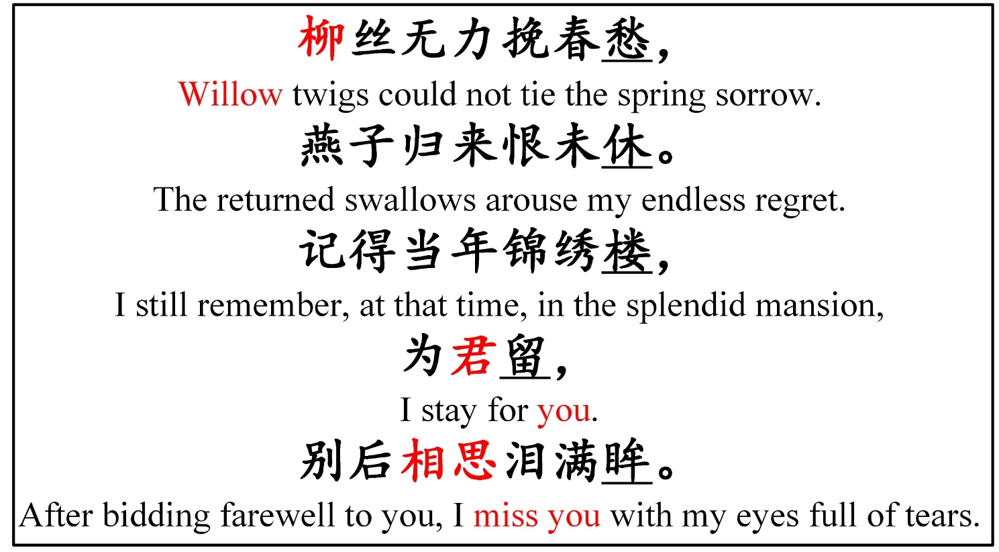 柳丝无力挽春愁，
Willow twigs could not tie the spring sorrow.
燕子归来恨未休。
The returned swallows arouse my endless regret.
记得当年锦绣楼，
I still remember, at that time, in the splendid mansion,
为君留，
I stay for you.
别后相思泪满眸。
After bidding farewell to you, I miss you with my eyes full of tears.